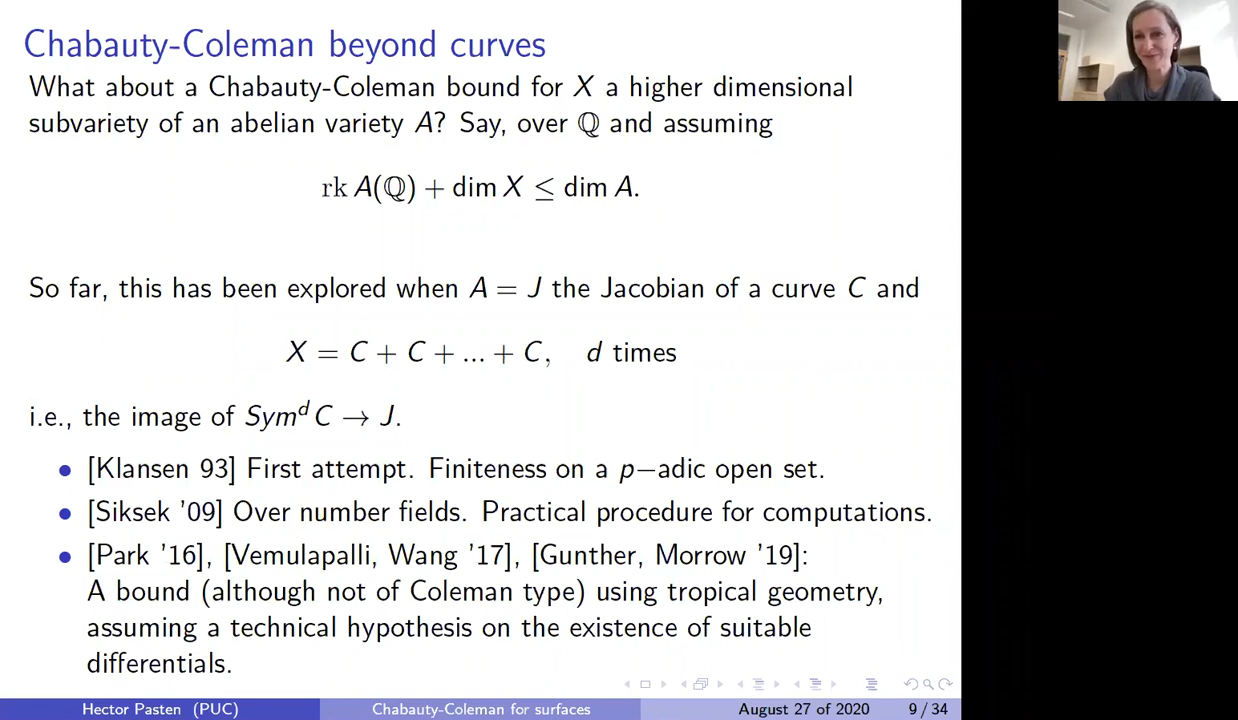 Chabauty-Coleman beyond curves
What about a Chabauty-Coleman bound for X a higher dimensional
subvariety of an abelian variety A? Say, over ℚ and assuming
rk A(ℚ) + dim X ≤ dim A.
So far, this has been explored when A = J the Jacobian of a curve C and
X = C + C + ... + C, d times
i.e., the image of Symᵈ C → J.
• [Klansen 93] First attempt. Finiteness on a p−adic open set.
• [Siksek '09] Over number fields. Practical procedure for computations.
• [Park '16], [Vemulapalli, Wang '17], [Gunther, Morrow '19]:
A bound (although not of Coleman type) using tropical geometry,
assuming a technical hypothesis on the existence of suitable
differentials.
Hector Pasten (PUC) Chabauty-Coleman for surfaces August 27 of 2020 9 / 34